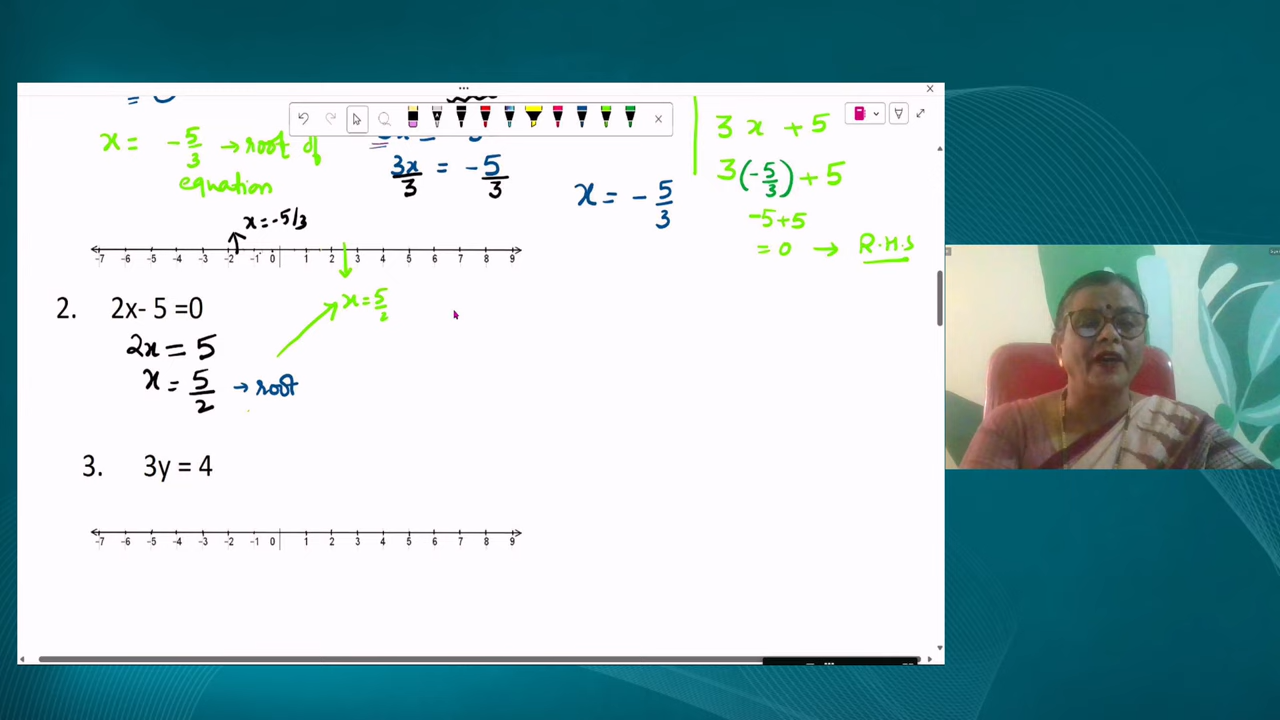 x = -5/3 → root of
equation
3x/3 = -5/3
x = -5/3
3x + 5
3(-5/3) + 5
-5+5
= 0 → R.H.S
x = -5/3
-7 -6 -5 -4 -3 -2 -1 0 1 2 3 4 5 6 7 8 9
x = 5/2
2. 2x- 5 =0
2x = 5
x = 5/2 → root
3. 3y = 4
-7 -6 -5 -4 -3 -2 -1 0 1 2 3 4 5 6 7 8 9